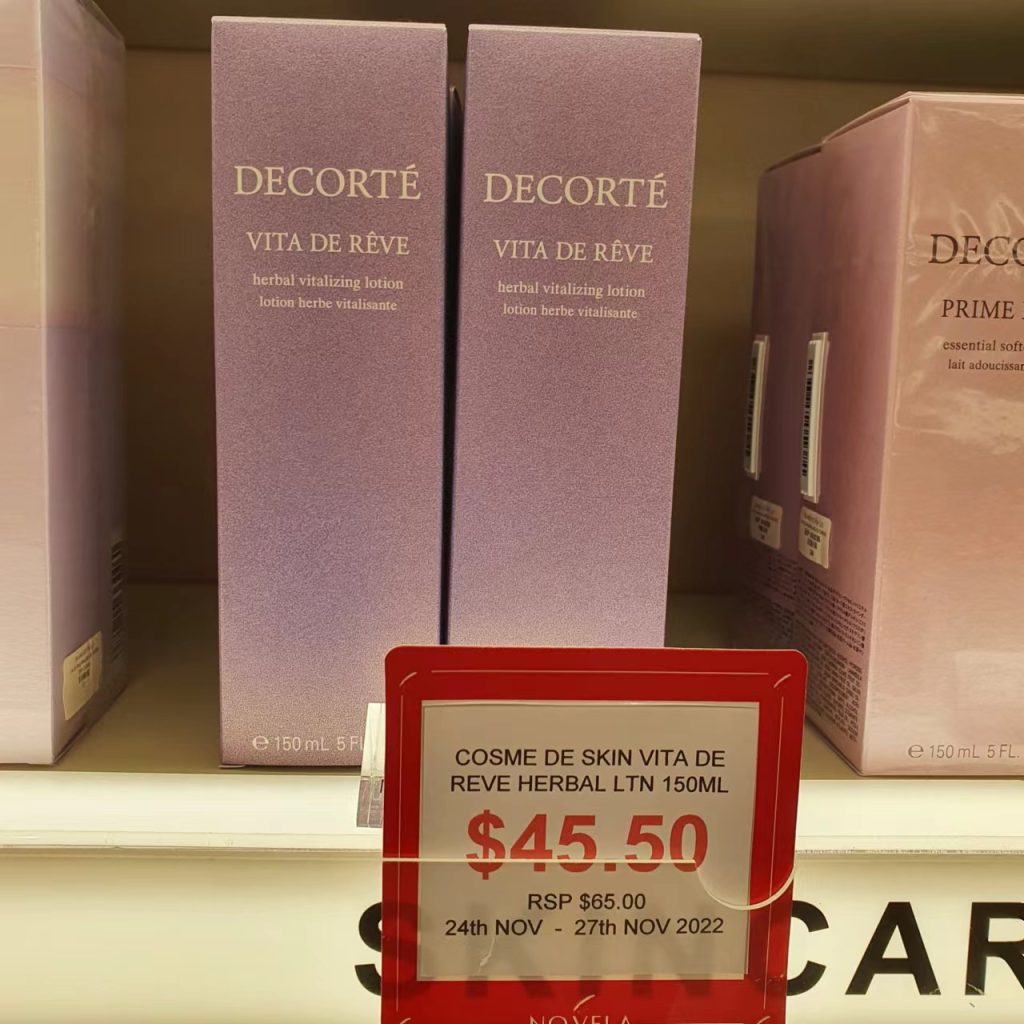 DECORTÉ
VITA DE RÊVE
herbal vitalizing lotion
lotion herbe vitalisante
℮ 150 mL 5 FL
DECORTÉ
VITA DE RÊVE
herbal vitalizing lotion
lotion herbe vitalisante
DECO
PRIME
essential soft
lait adoucissan
℮ 150 mL 5 FL.
COSME DE SKIN VITA DE
REVE HERBAL LTN 150ML
$45.50
RSP $65.00
24th NOV - 27th NOV 2022
NOVELA
SKIN CAR